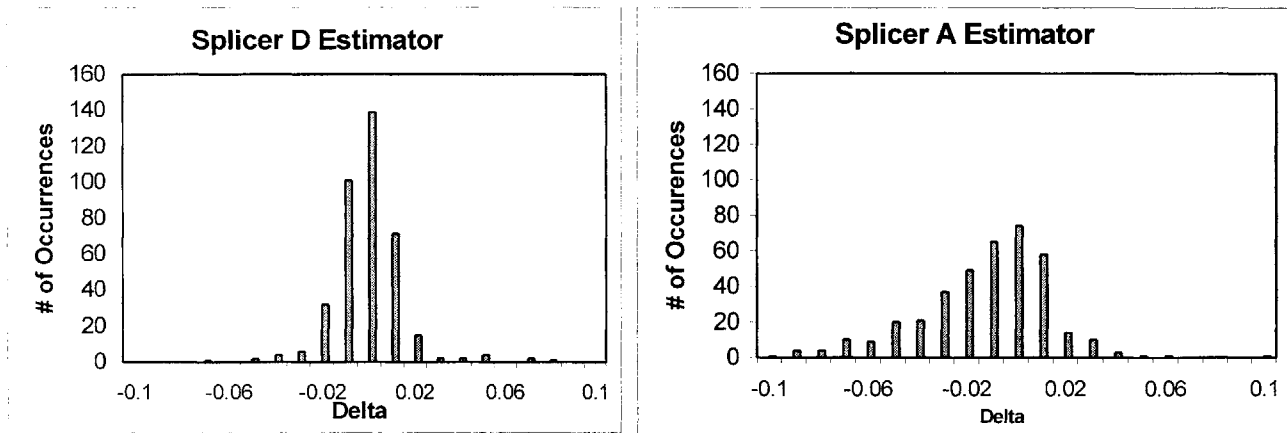 Splicer D Estimator
# of Occurrences
160
140
120
100
80
60
40
20
0
-0.1 -0.06 -0.02 0.02 0.06 0.1
Delta
Splicer A Estimator
# of Occurences
160
140
120
100
80
60
40
20
0
-0.1 -0.06 -0.02 0.02 0.06 0.1
Delta